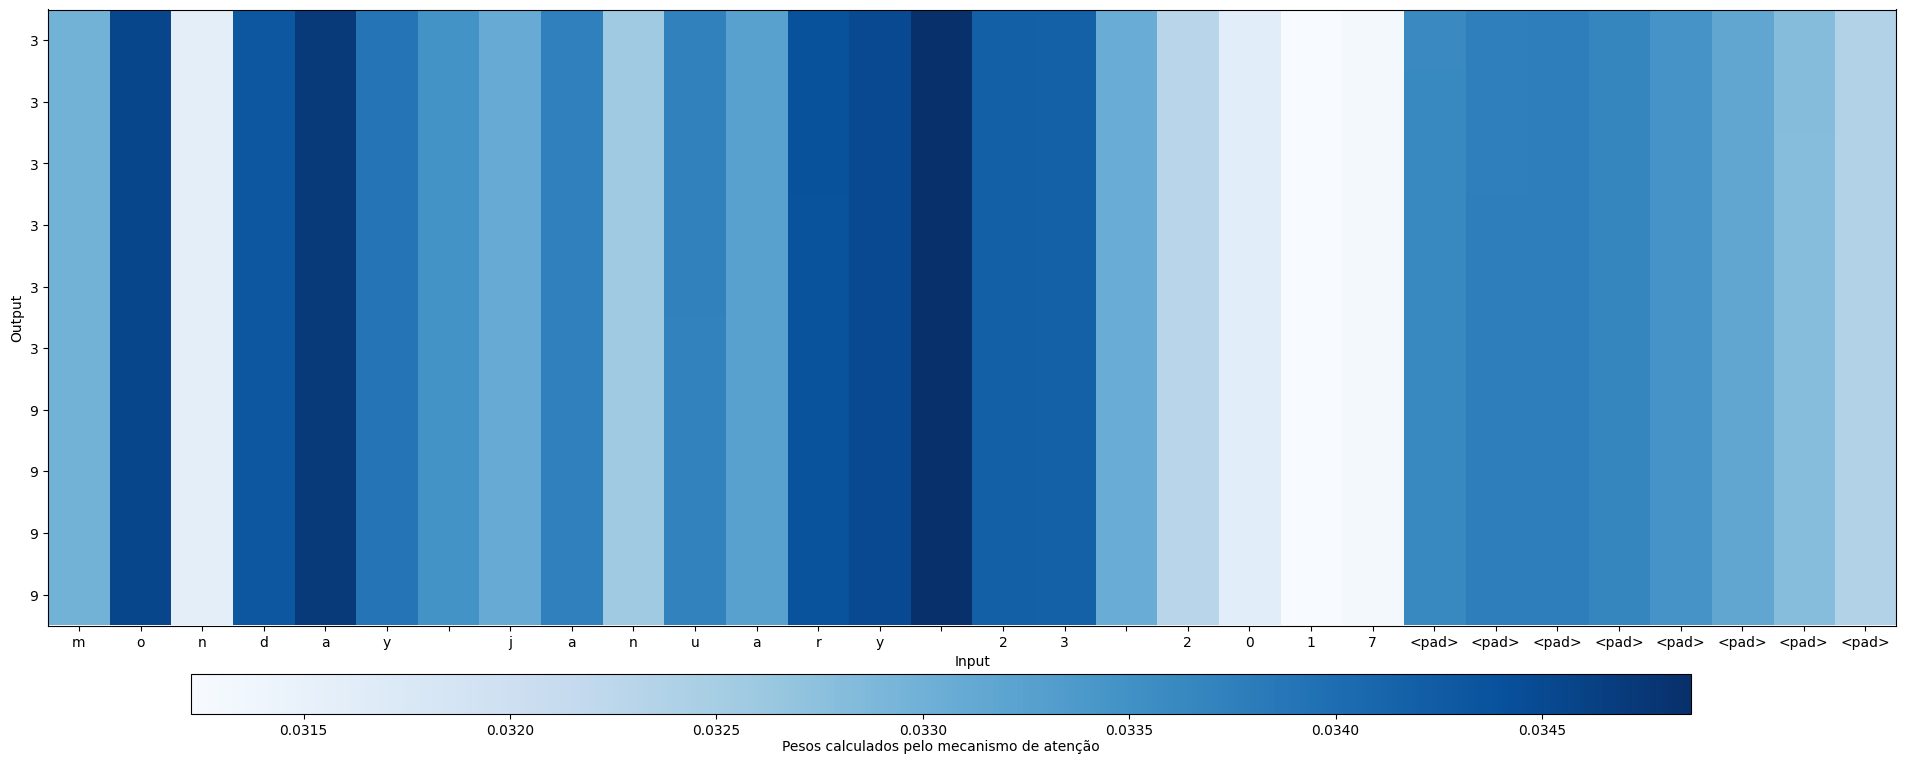 3
3
3
3
3
3
9
9
9
9
Output
m o n d a y j a n u a r y 2 3 2 0 1 7 <pad> <pad> <pad> <pad> <pad> <pad> <pad> <pad>
Input
0.0315 0.0320 0.0325 0.0330 0.0335 0.0340 0.0345
Pesos calculados pelo mecanismo de atenção